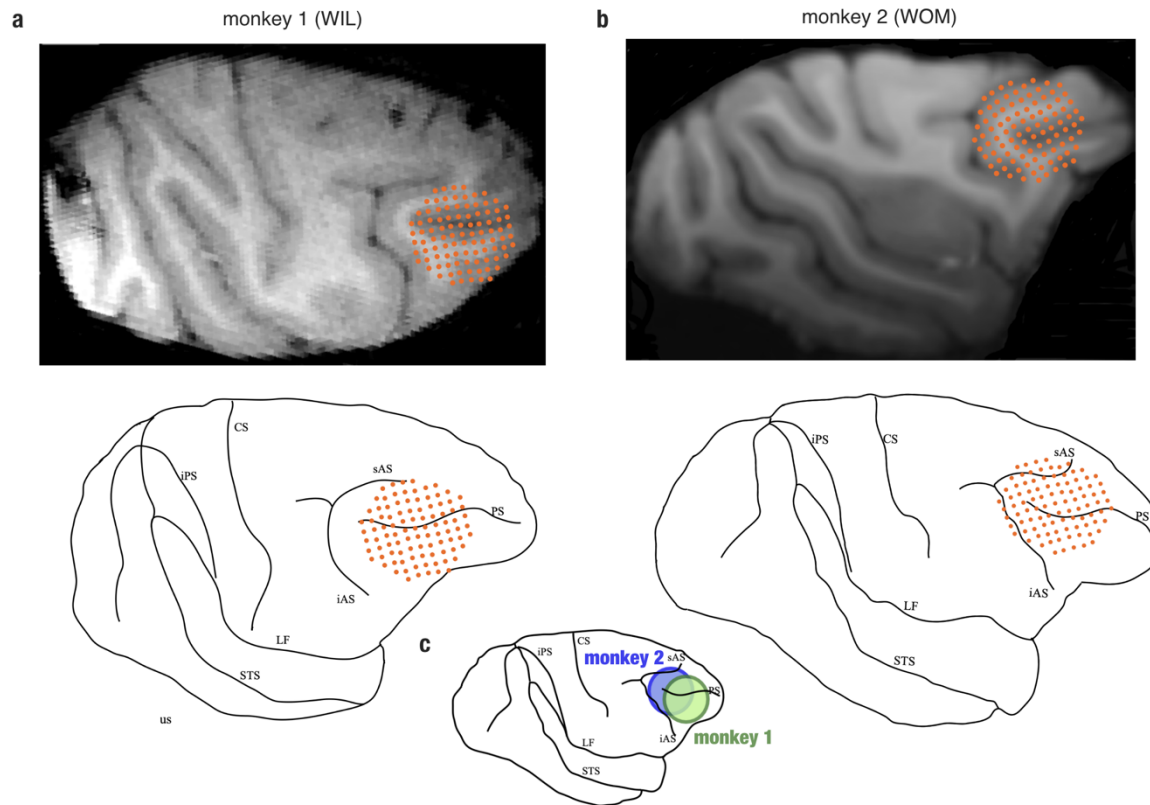 a
monkey 1 (WIL)
b
monkey 2 (WOM)
CS
iPS
sAS
PS
iAS
LF
STS
us
iPS
CS
sAS
PS
iAS
LF
STS
c
CS
iPS
monkey 2
sAS
PS
iAS
monkey 1
LF
STS